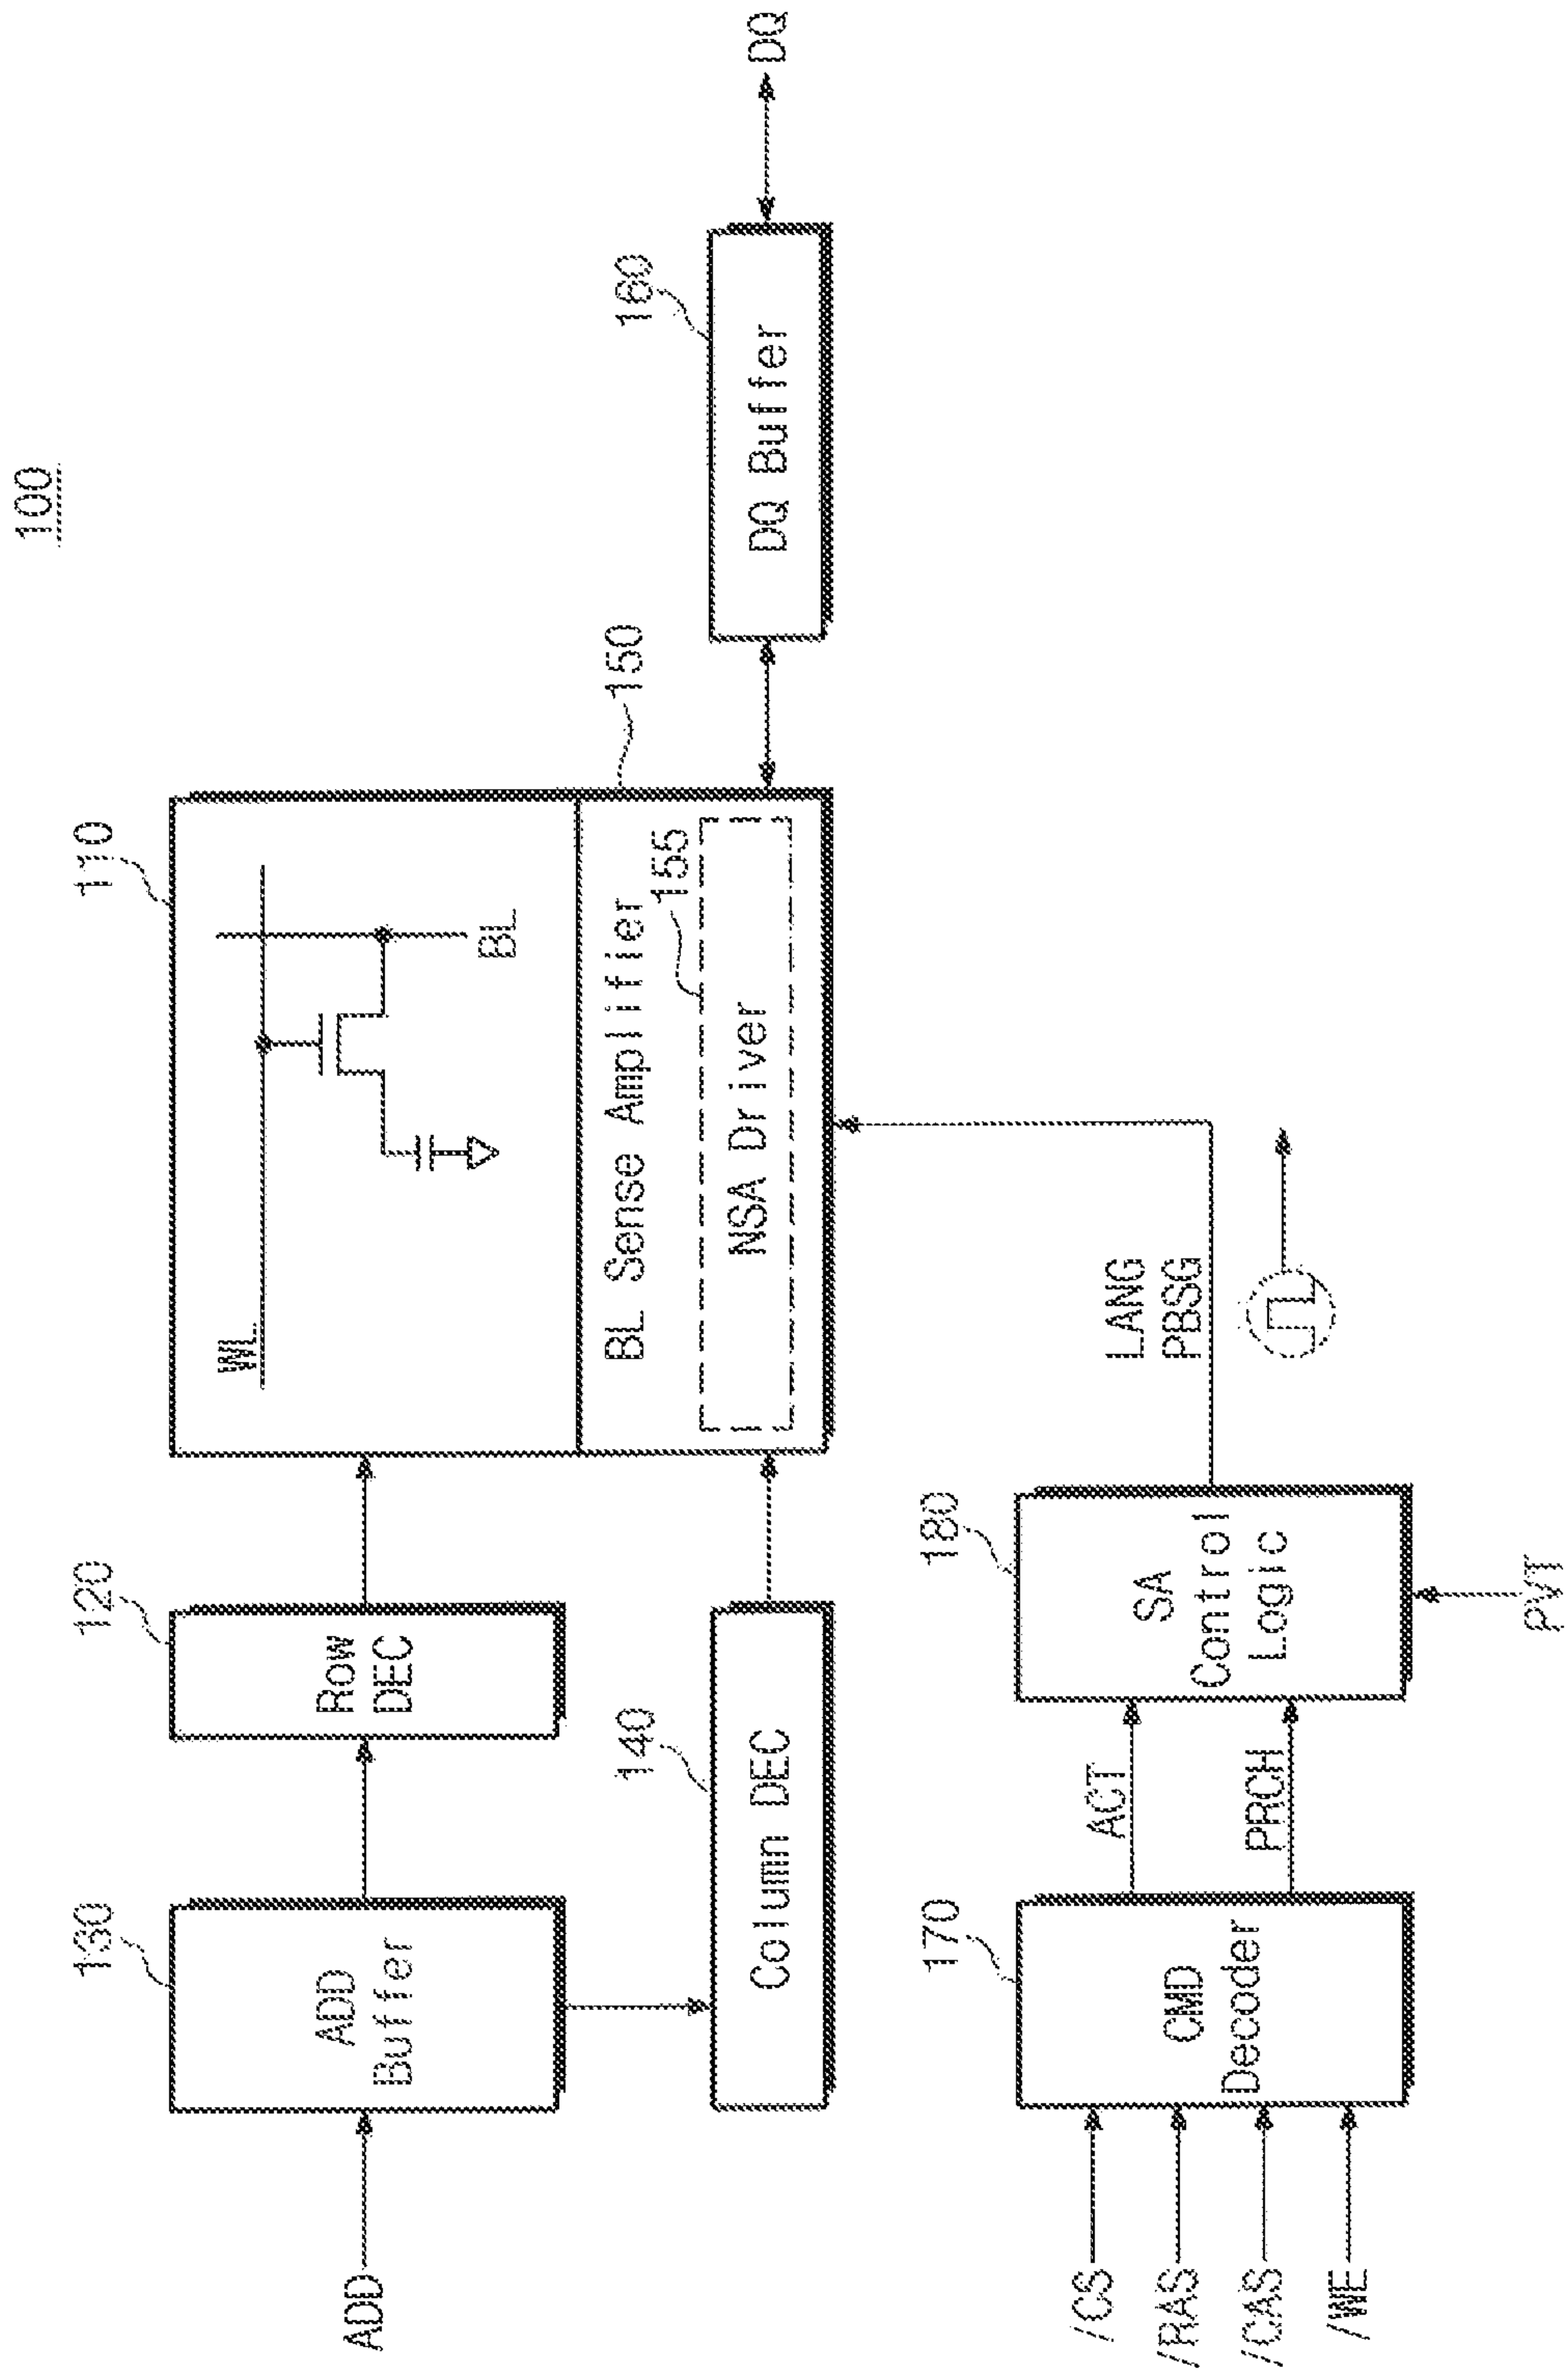 100
110
WL
BL
120
Row
DEC
130
ADD
Buffer
ADD
BL Sense Amplifier
150
155
NSA Driver
140
Column DEC
160
DQ Buffer
DQ
LANG
PBSG
180
SA
Control
Logic
PVT
ACT
PRCH
170
CMD
Decoder
/CS
/RAS
/CAS
/WE